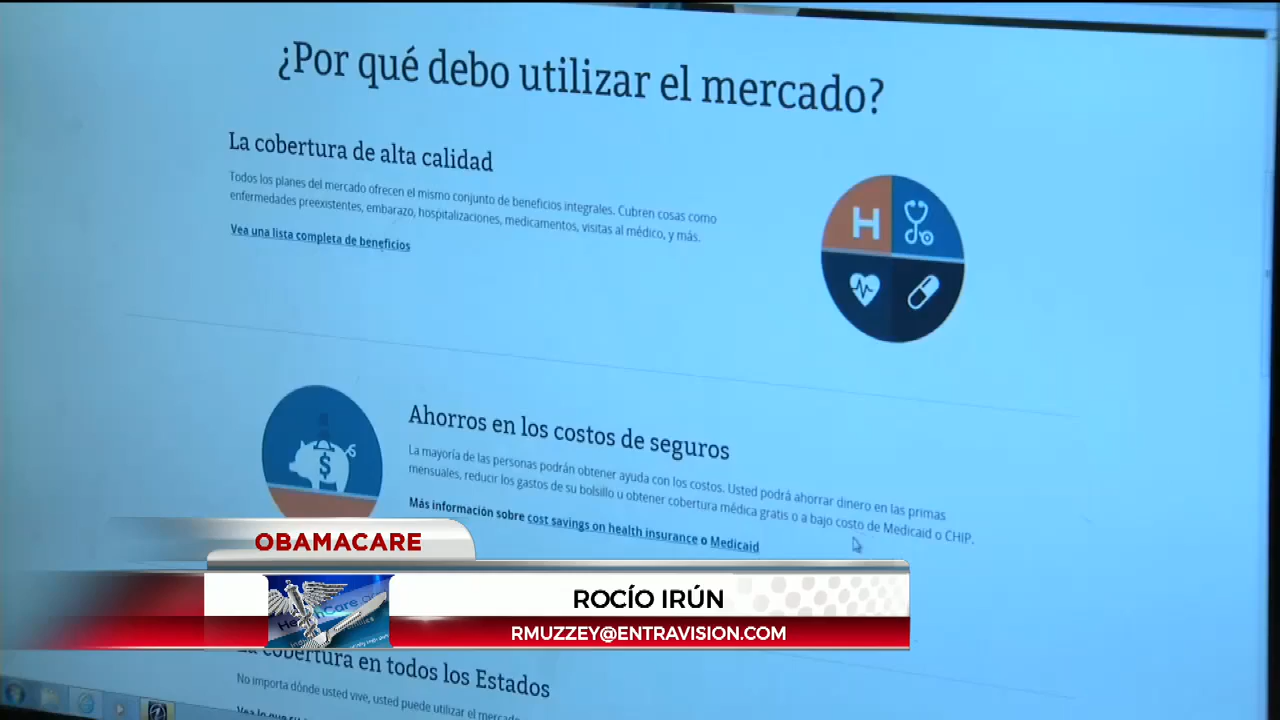 ¿Por qué debo utilizar el mercado?
La cobertura de alta calidad
Todos los planes del mercado ofrecen el mismo conjunto de beneficios integrales. Cubren cosas como
enfermedades preexistentes, embarazo, hospitalizaciones, medicamentos, visitas al médico, y más.
Vea una lista completa de beneficios
H
Ahorros en los costos de seguros
La mayoría de las personas podrán obtener ayuda con los costos. Usted podrá ahorrar dinero en las primas
mensuales, reducir los gastos de su bolsillo u obtener cobertura médica gratis o a bajo costo de Medicaid o CHIP.
$
Más información sobre cost savings on health insurance o Medicaid
OBAMACARE
ROCÍO IRÚN
RMUZZEY@ENTRAVISION.COM
La cobertura en todos los Estados
No importa dónde usted vive, usted puede utilizar el mercado